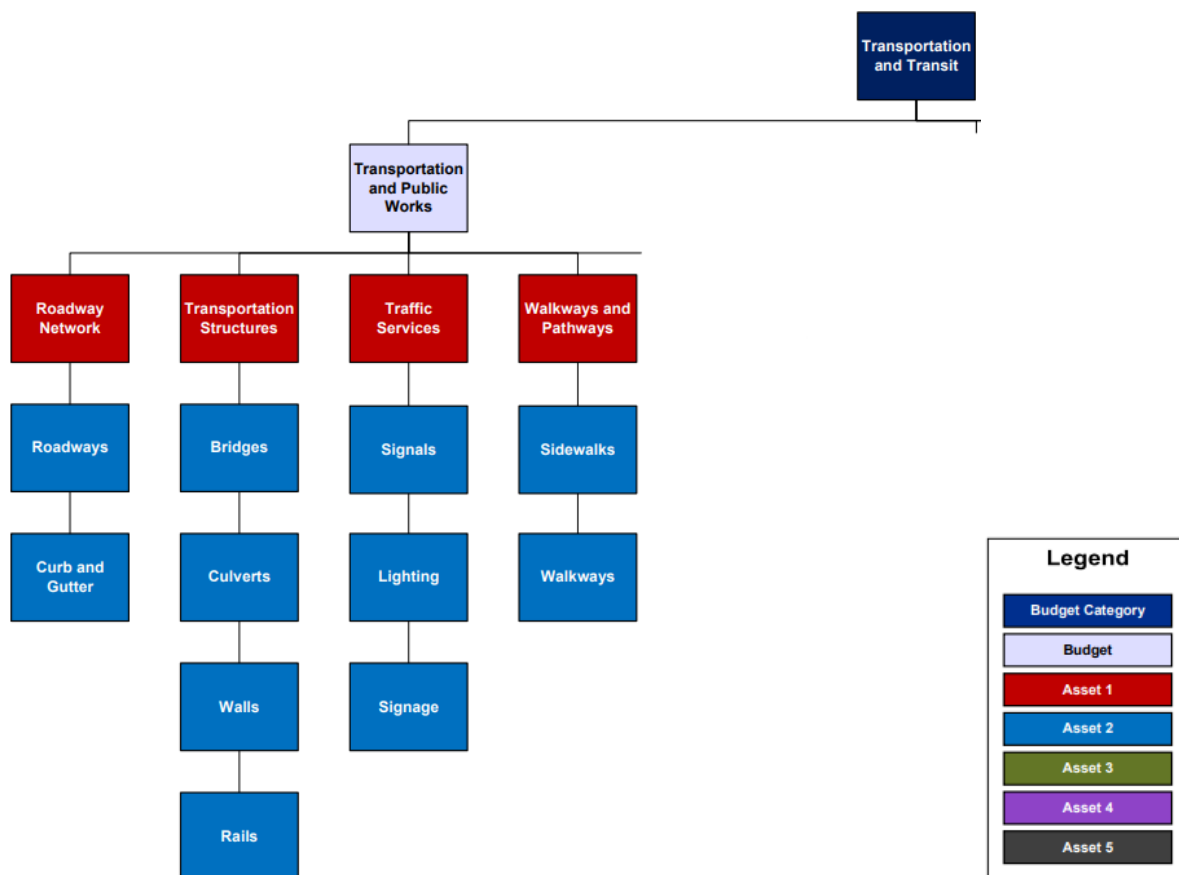 Transportation
and Transit
Transportation
and Public
Works
Roadway
Network
Transportation
Structures
Traffic
Services
Walkways and
Pathways
Roadways
Bridges
Signals
Sidewalks
Curb and
Gutter
Culverts
Lighting
Walkways
Walls
Signage
Rails
Legend
Budget Category
Budget
Asset 1
Asset 2
Asset 3
Asset 4
Asset 5